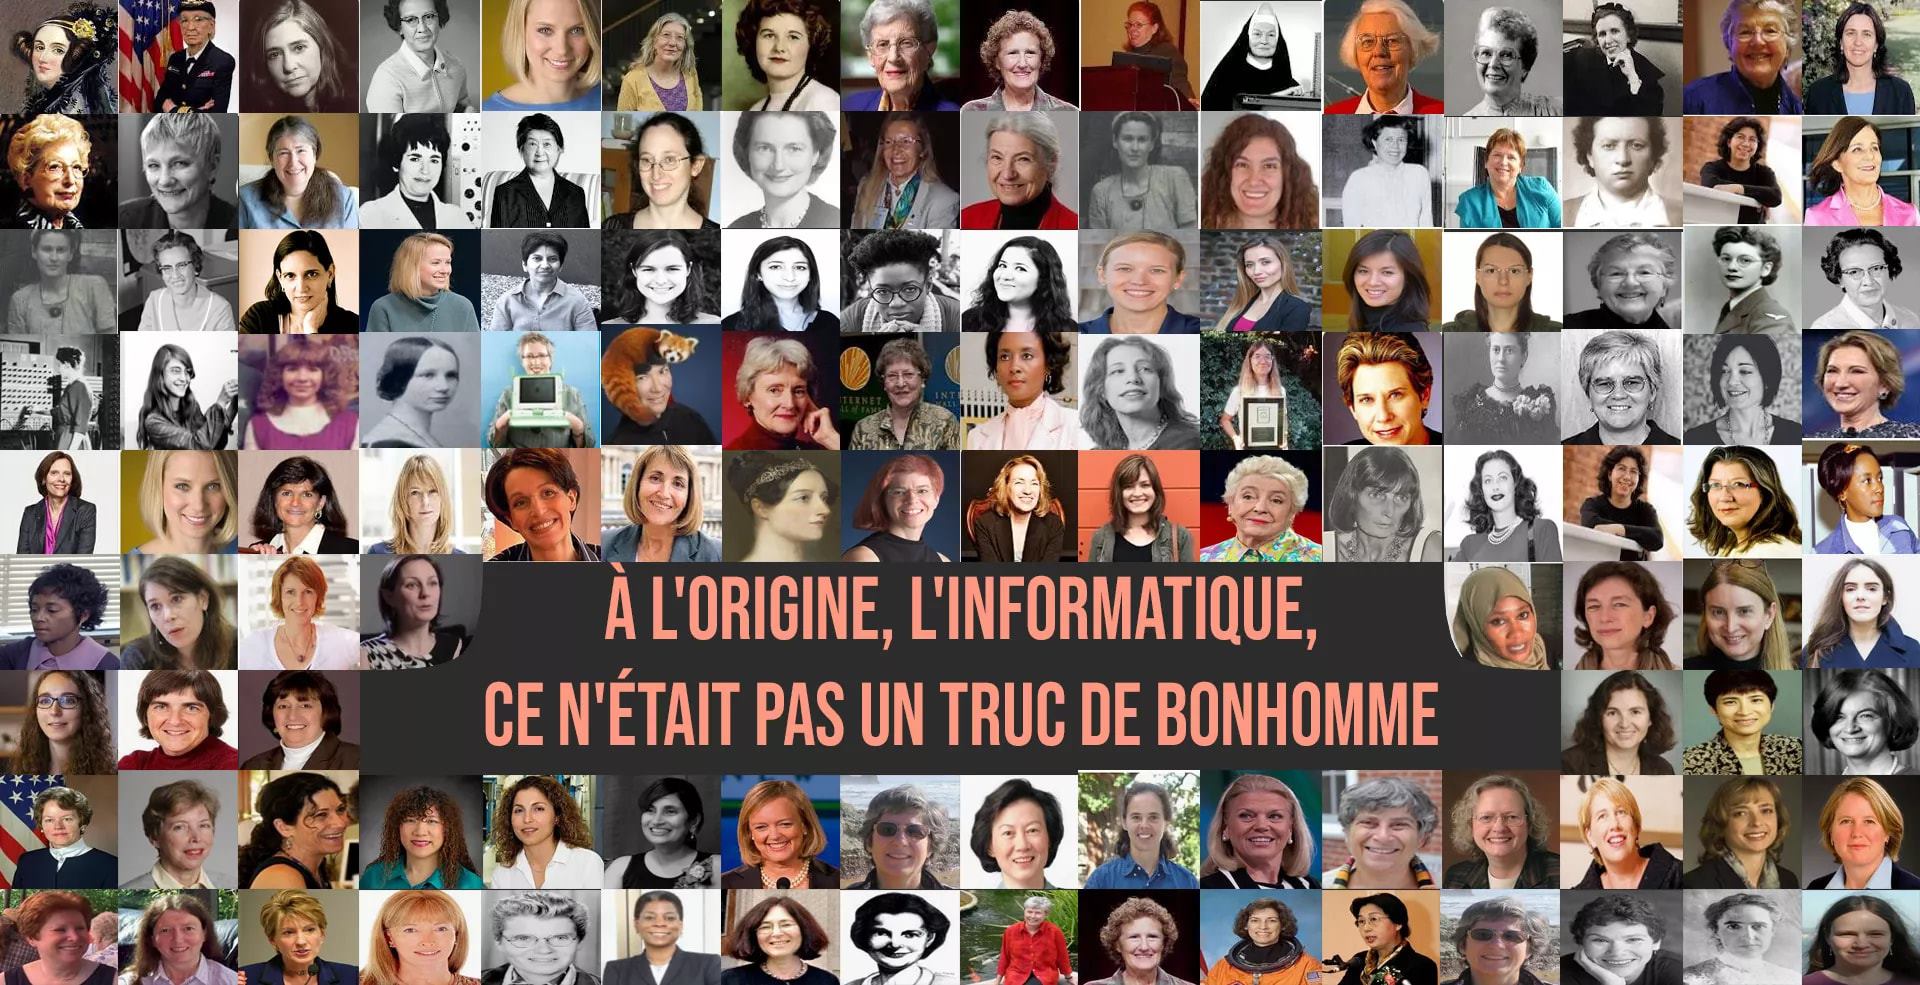 À L'ORIGINE, L'INFORMATIQUE,
CE N'ÉTAIT PAS UN TRUC DE BONHOMME